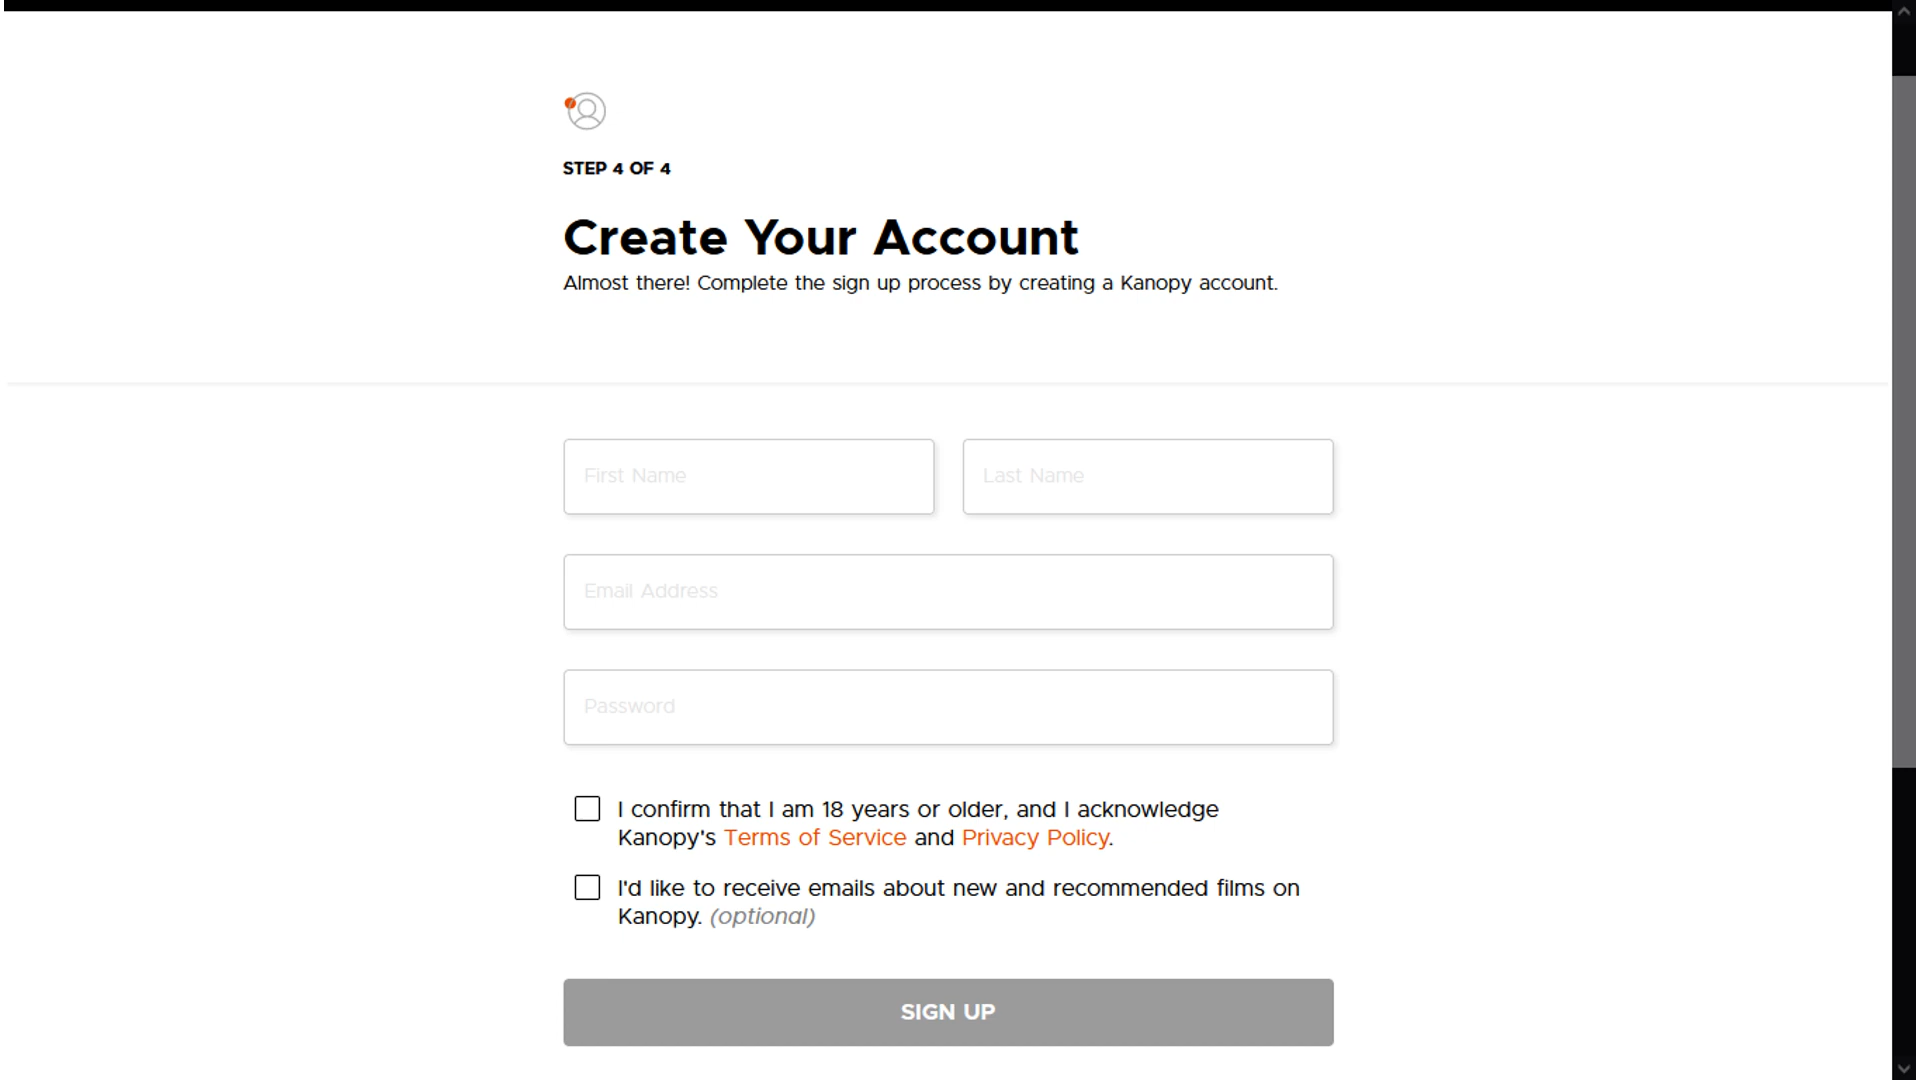 STEP 4 OF 4
Create Your Account
Almost there! Complete the sign up process by creating a Kanopy account.
First Name
Last Name
Email Address
Password
I confirm that I am 18 years or older, and I acknowledge
Kanopy's Terms of Service and Privacy Policy.
I'd like to receive emails about new and recommended films on
Kanopy. (optional)
SIGN UP